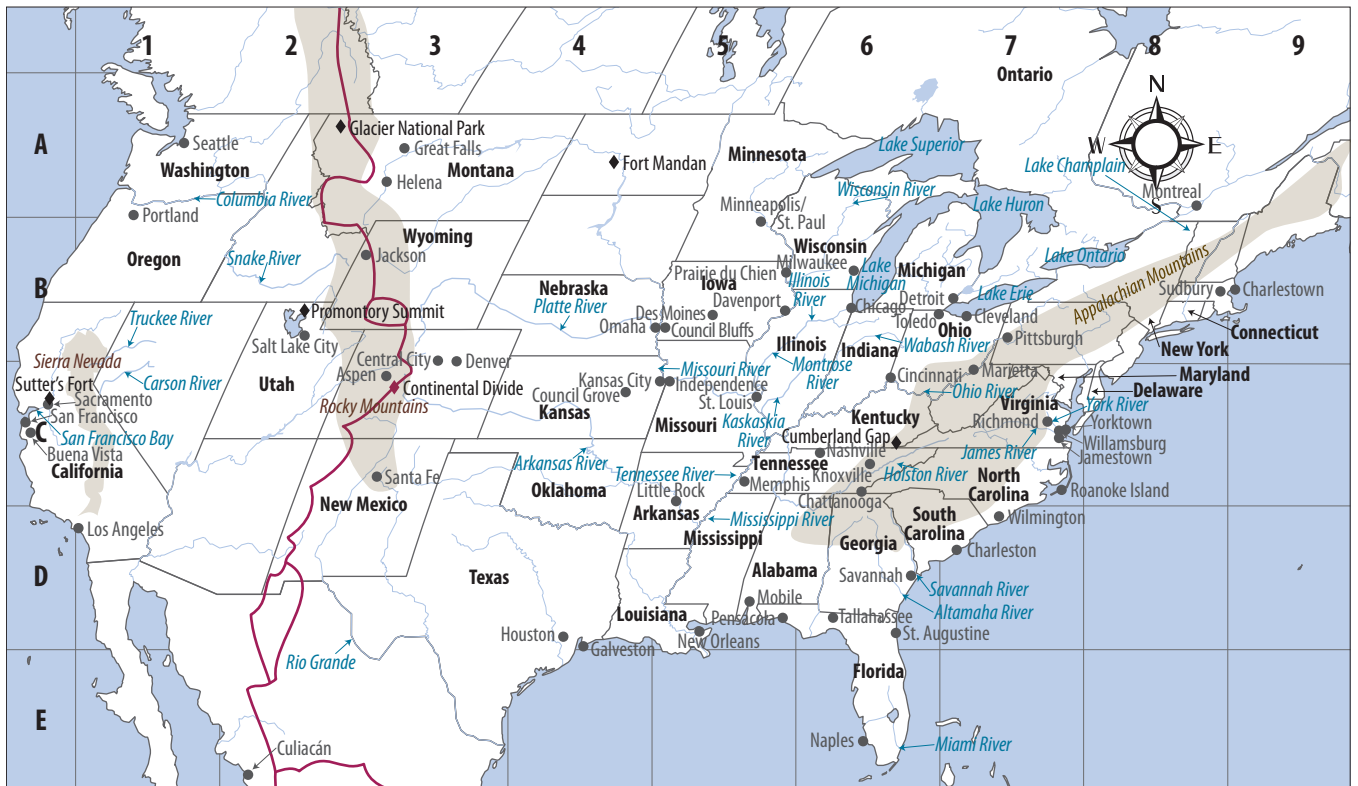 1
2
3
4
5
6
7
8
9
Ontario
N
W
E
S
A
Seattle
Washington
Columbia River
Portland
Glacier National Park
Great Falls
Montana
Helena
Fort Mandan
Minnesota
Lake Superior
Lake Champlain
Montreal
Wisconsin River
Lake Huron
Minneapolis/
St. Paul
Wyoming
Wisconsin
Oregon
Snake River
Jackson
Milwaukee
Lake
Michigan
Michigan
Lake Ontario
Appalachian Mountains
B
Prairie du Chien
Iowa
Illinois
River
Nebraska
Platte River
Davenport
Des Moines
Omaha
Council Bluffs
Chicago
Detroit
Lake Erie
Toledo
Cleveland
Sudbury
Charlestown
Connecticut
Promontory Summit
Truckee River
Salt Lake City
Ohio
Pittsburgh
Wabash River
Illinois
Indiana
New York
Sierra Nevada
Carson River
Utah
Central City
Denver
Aspen
Continental Divide
Rocky Mountains
Missouri River
Montrose
River
Kansas City
Independence
Council Grove
Kansas
St. Louis
Missouri
Kaskaskia
River
Cincinnati
Marietta
Ohio River
Maryland
Delaware
Sutter's Fort
Sacramento
San Francisco
C
San Francisco Bay
Buena Vista
California
Kentucky
Virginia
York River
Richmond
Yorktown
Willamsburg
Jamestown
James River
Cumberland Gap
Nashville
Tennessee
Knoxville
Holston River
Arkansas River
Tennessee River
Memphis
Chattanooga
North
Carolina
Roanoke Island
Santa Fe
New Mexico
Oklahoma
Little Rock
Arkansas
Mississippi River
Mississippi
South
Carolina
Wilmington
Los Angeles
Georgia
Charleston
D
Texas
Alabama
Savannah
Savannah River
Altamaha River
Mobile
Louisiana
Pensacola
Tallahassee
St. Augustine
Houston
New Orleans
Galveston
Rio Grande
Florida
E
Culiacán
Naples
Miami River